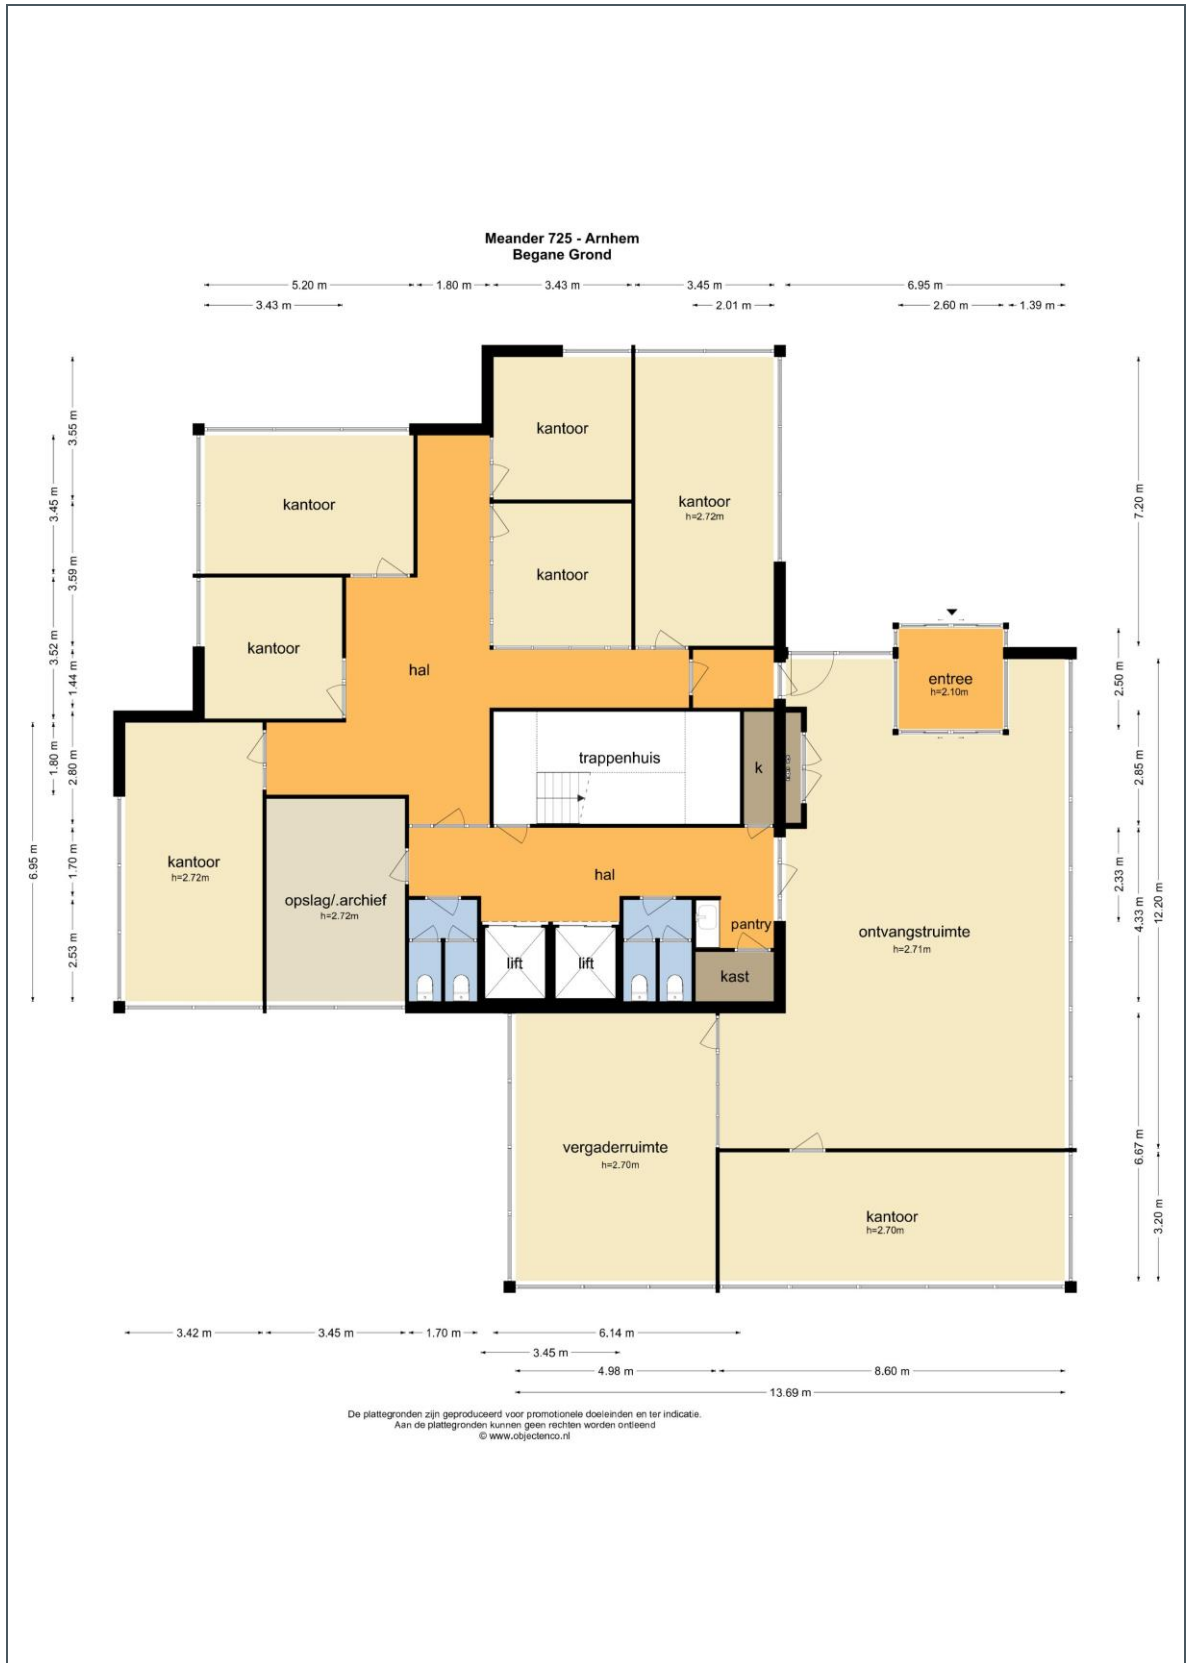 Meander 725 - Arnhem
Begane Grond
5.20 m
1.80 m
3.43 m
3.45 m
6.95 m
3.43 m
2.01 m
2.60 m
1.39 m
3.55 m
3.45 m
3.59 m
3.52 m
1.44 m
1.80 m
2.80 m
6.95 m
1.70 m
2.53 m
7.20 m
2.50 m
2.85 m
2.33 m
12.20 m
4.33 m
6.67 m
3.20 m
kantoor
kantoor
h=2.72m
kantoor
kantoor
kantoor
hal
entree
h=2.10m
trappenhuis
k
kantoor
h=2.72m
opslag/.archief
h=2.72m
hal
pantry
ontvangstruimte
h=2.71m
lift
lift
kast
vergaderruimte
h=2.70m
kantoor
h=2.70m
3.42 m
3.45 m
1.70 m
6.14 m
3.45 m
4.98 m
8.60 m
13.69 m
De plattegronden zijn geproduceerd voor promotionele doeleinden en ter indicatie.
Aan de plattegronden kunnen geen rechten worden ontleend
© www.objectenco.nl